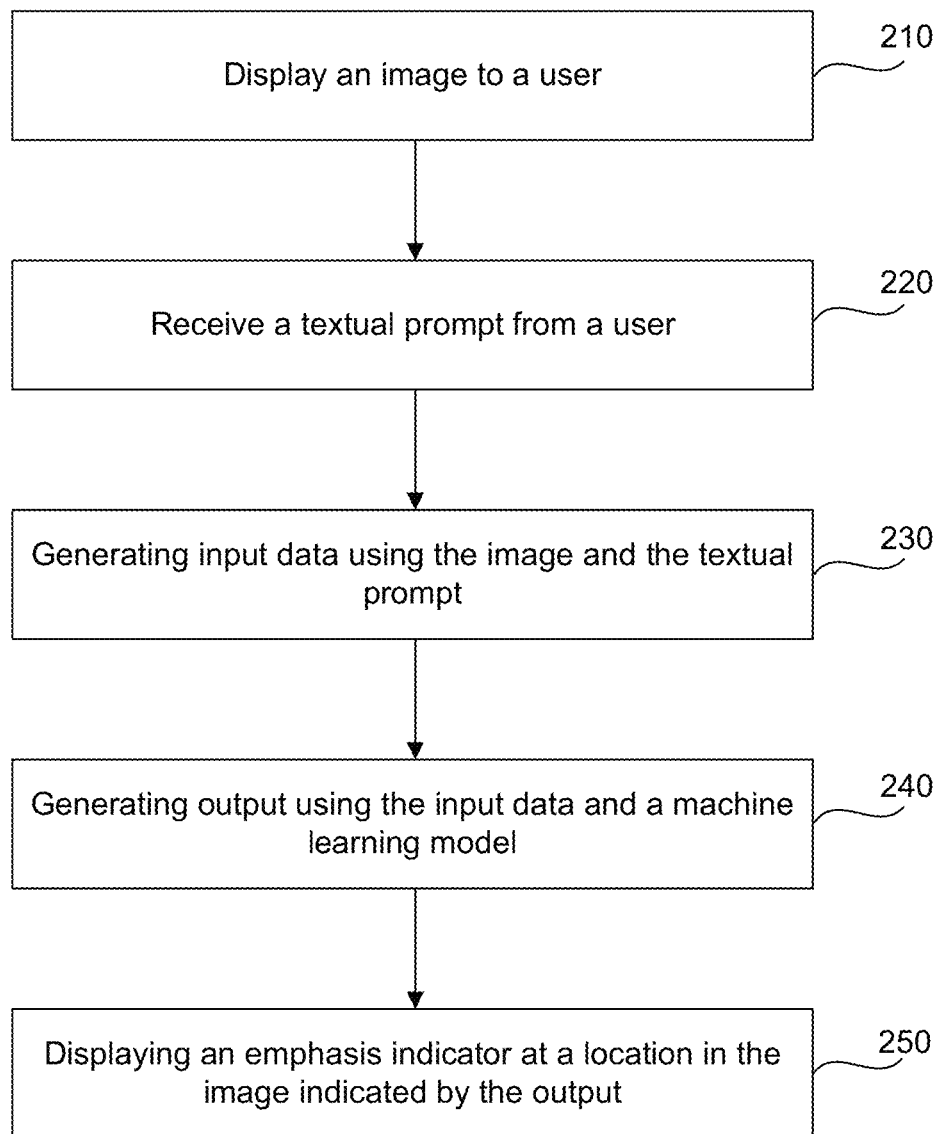 210
Display an image to a user
220
Receive a textual prompt from a user
230
Generating input data using the image and the textual
prompt
240
Generating output using the input data and a machine
learning model
250
Displaying an emphasis indicator at a location in the
image indicated by the output